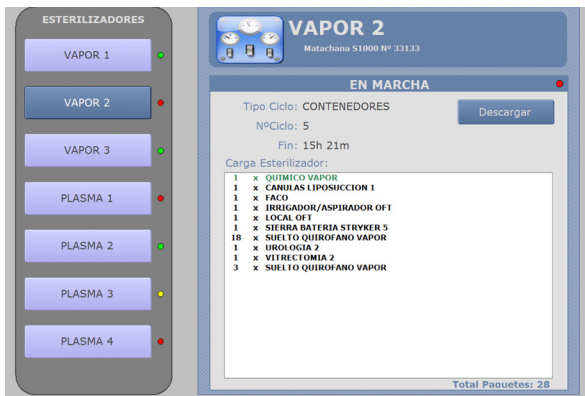 ESTERILIZADORES
VAPOR 1
VAPOR 2
VAPOR 3
PLASMA 1
PLASMA 2
PLASMA 3
PLASMA 4
VAPOR 2
Matachana S1000 Nº 33133
EN MARCHA
Tipo Ciclo: CONTENEDORES
NºCiclo: 5
Fin: 15h 21m
Descargar
Carga Esterilizador:
1 x QUIMICO VAPOR
1 x CANULAS LIPOSUCCION 1
1 x FACO
1 x IRRIGADOR/ASPIRADOR OFT
1 x LOCAL OFT
1 x SIERRA BATERIA STRYKER 5
18 x SUELTO QUIROFANO VAPOR
1 x UROLOGIA 2
1 x VITRECTOMIA 2
3 x SUELTO QUIROFANO VAPOR
Total Paquetes: 28